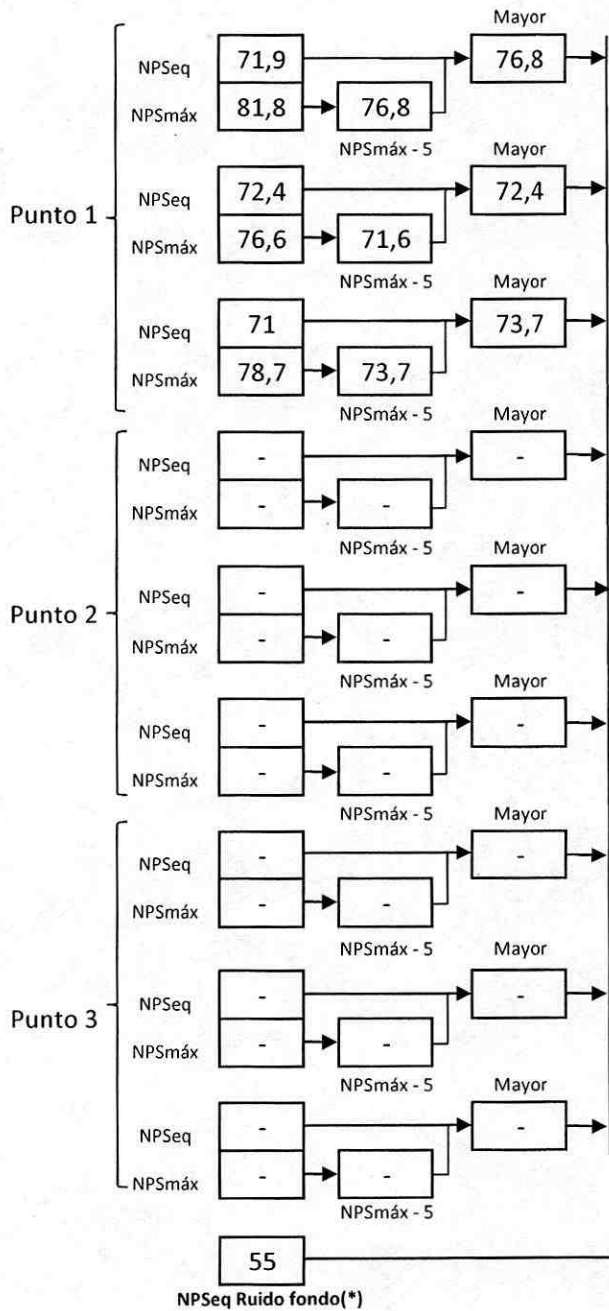 Mayor
NPSeq 71,9 76,8
NPSmáx 81,8 76,8
NPSmáx - 5
Mayor
NPSeq 72,4 72,4
Punto 1
NPSmáx 76,6 71,6
NPSmáx - 5
Mayor
NPSeq 71 73,7
NPSmáx 78,7 73,7
NPSmáx - 5
Mayor
NPSeq - -
NPSmáx - -
NPSmáx - 5
Mayor
NPSeq - -
Punto 2
NPSmáx - -
NPSmáx - 5
Mayor
NPSeq - -
NPSmáx - -
NPSmáx - 5
Mayor
NPSeq - -
NPSmáx - -
NPSmáx - 5
Mayor
NPSeq - -
Punto 3
NPSmáx - -
NPSmáx - 5
Mayor
NPSeq - -
NPSmáx - -
NPSmáx - 5
55
NPSeq Ruido fondo(*)